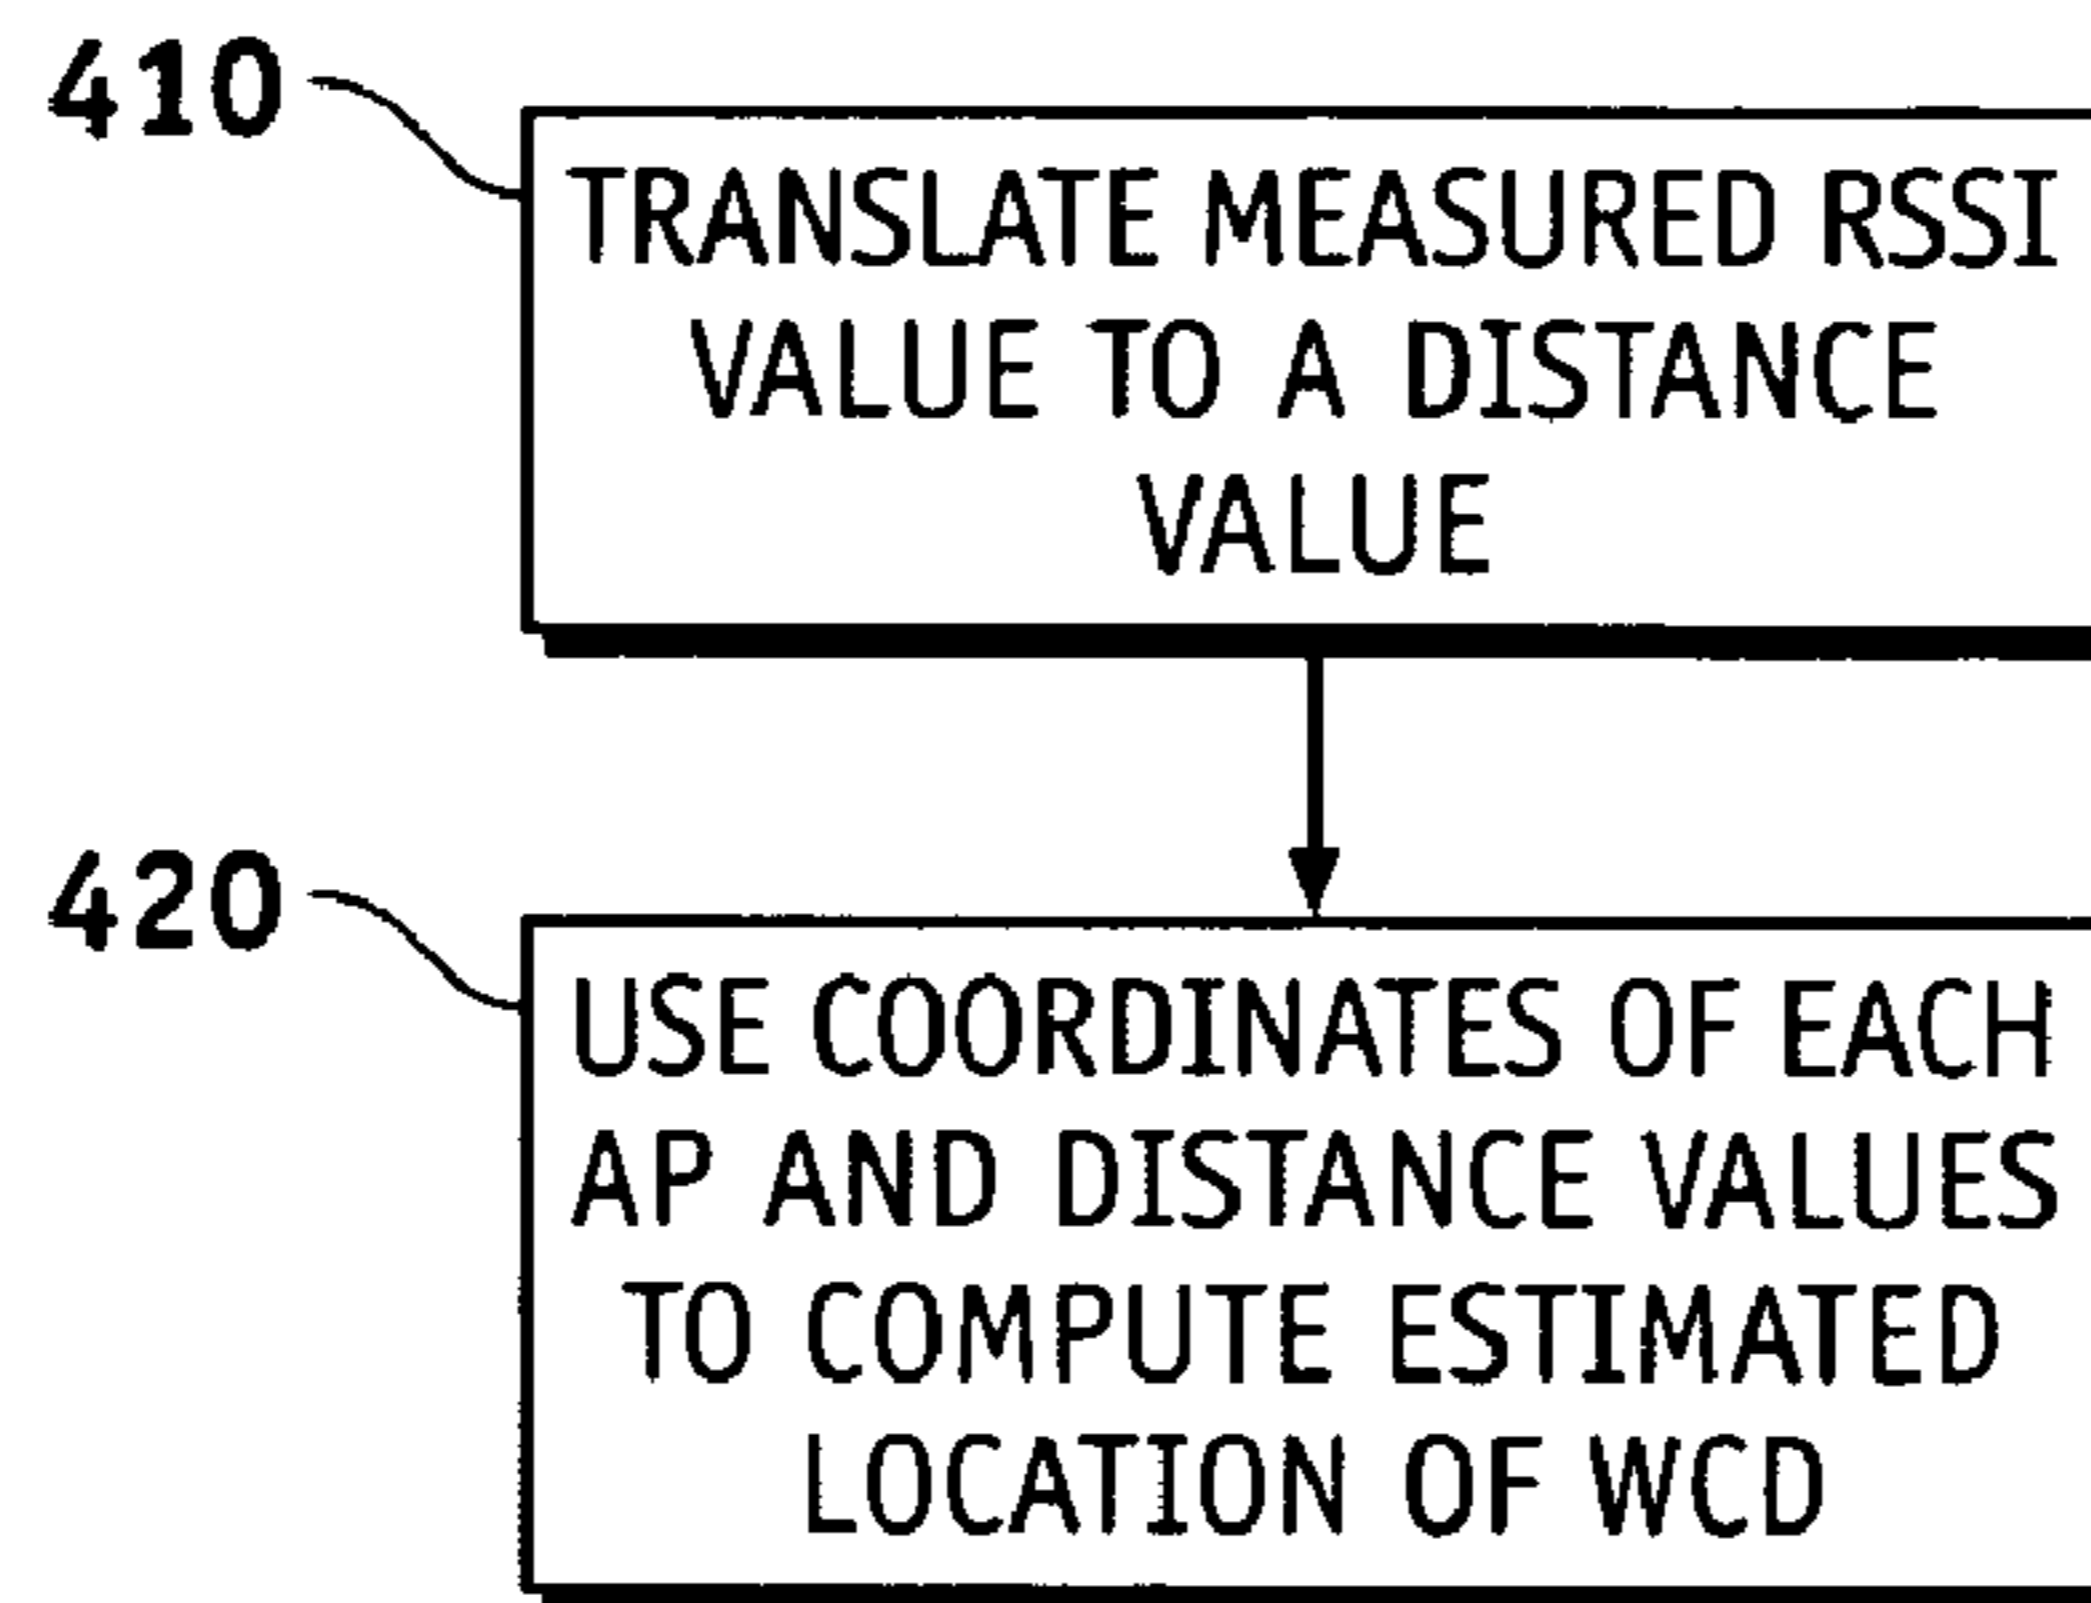 410
TRANSLATE MEASURED RSSI
VALUE TO A DISTANCE
VALUE
420
USE COORDINATES OF EACH
AP AND DISTANCE VALUES
TO COMPUTE ESTIMATED
LOCATION OF WCD